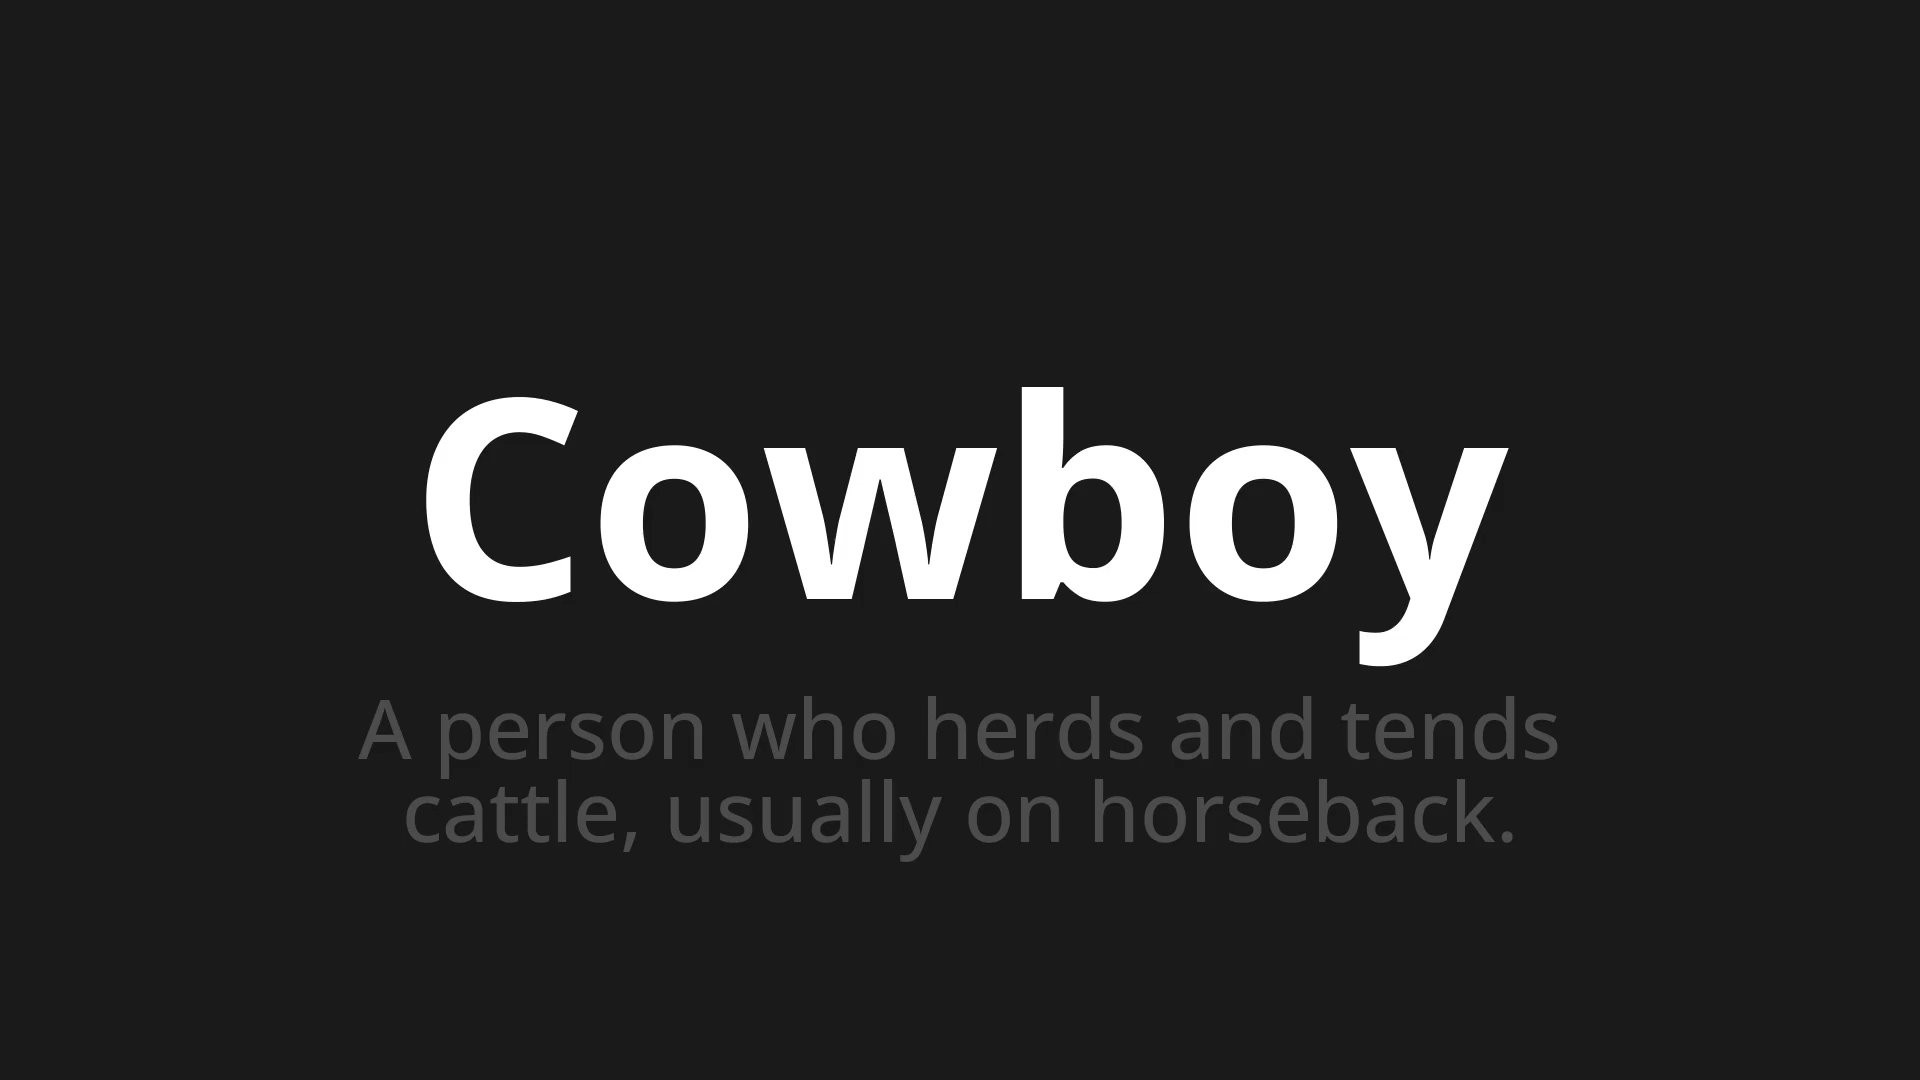 Cowboy
A person who herds and tends
cattle, usually on horseback.